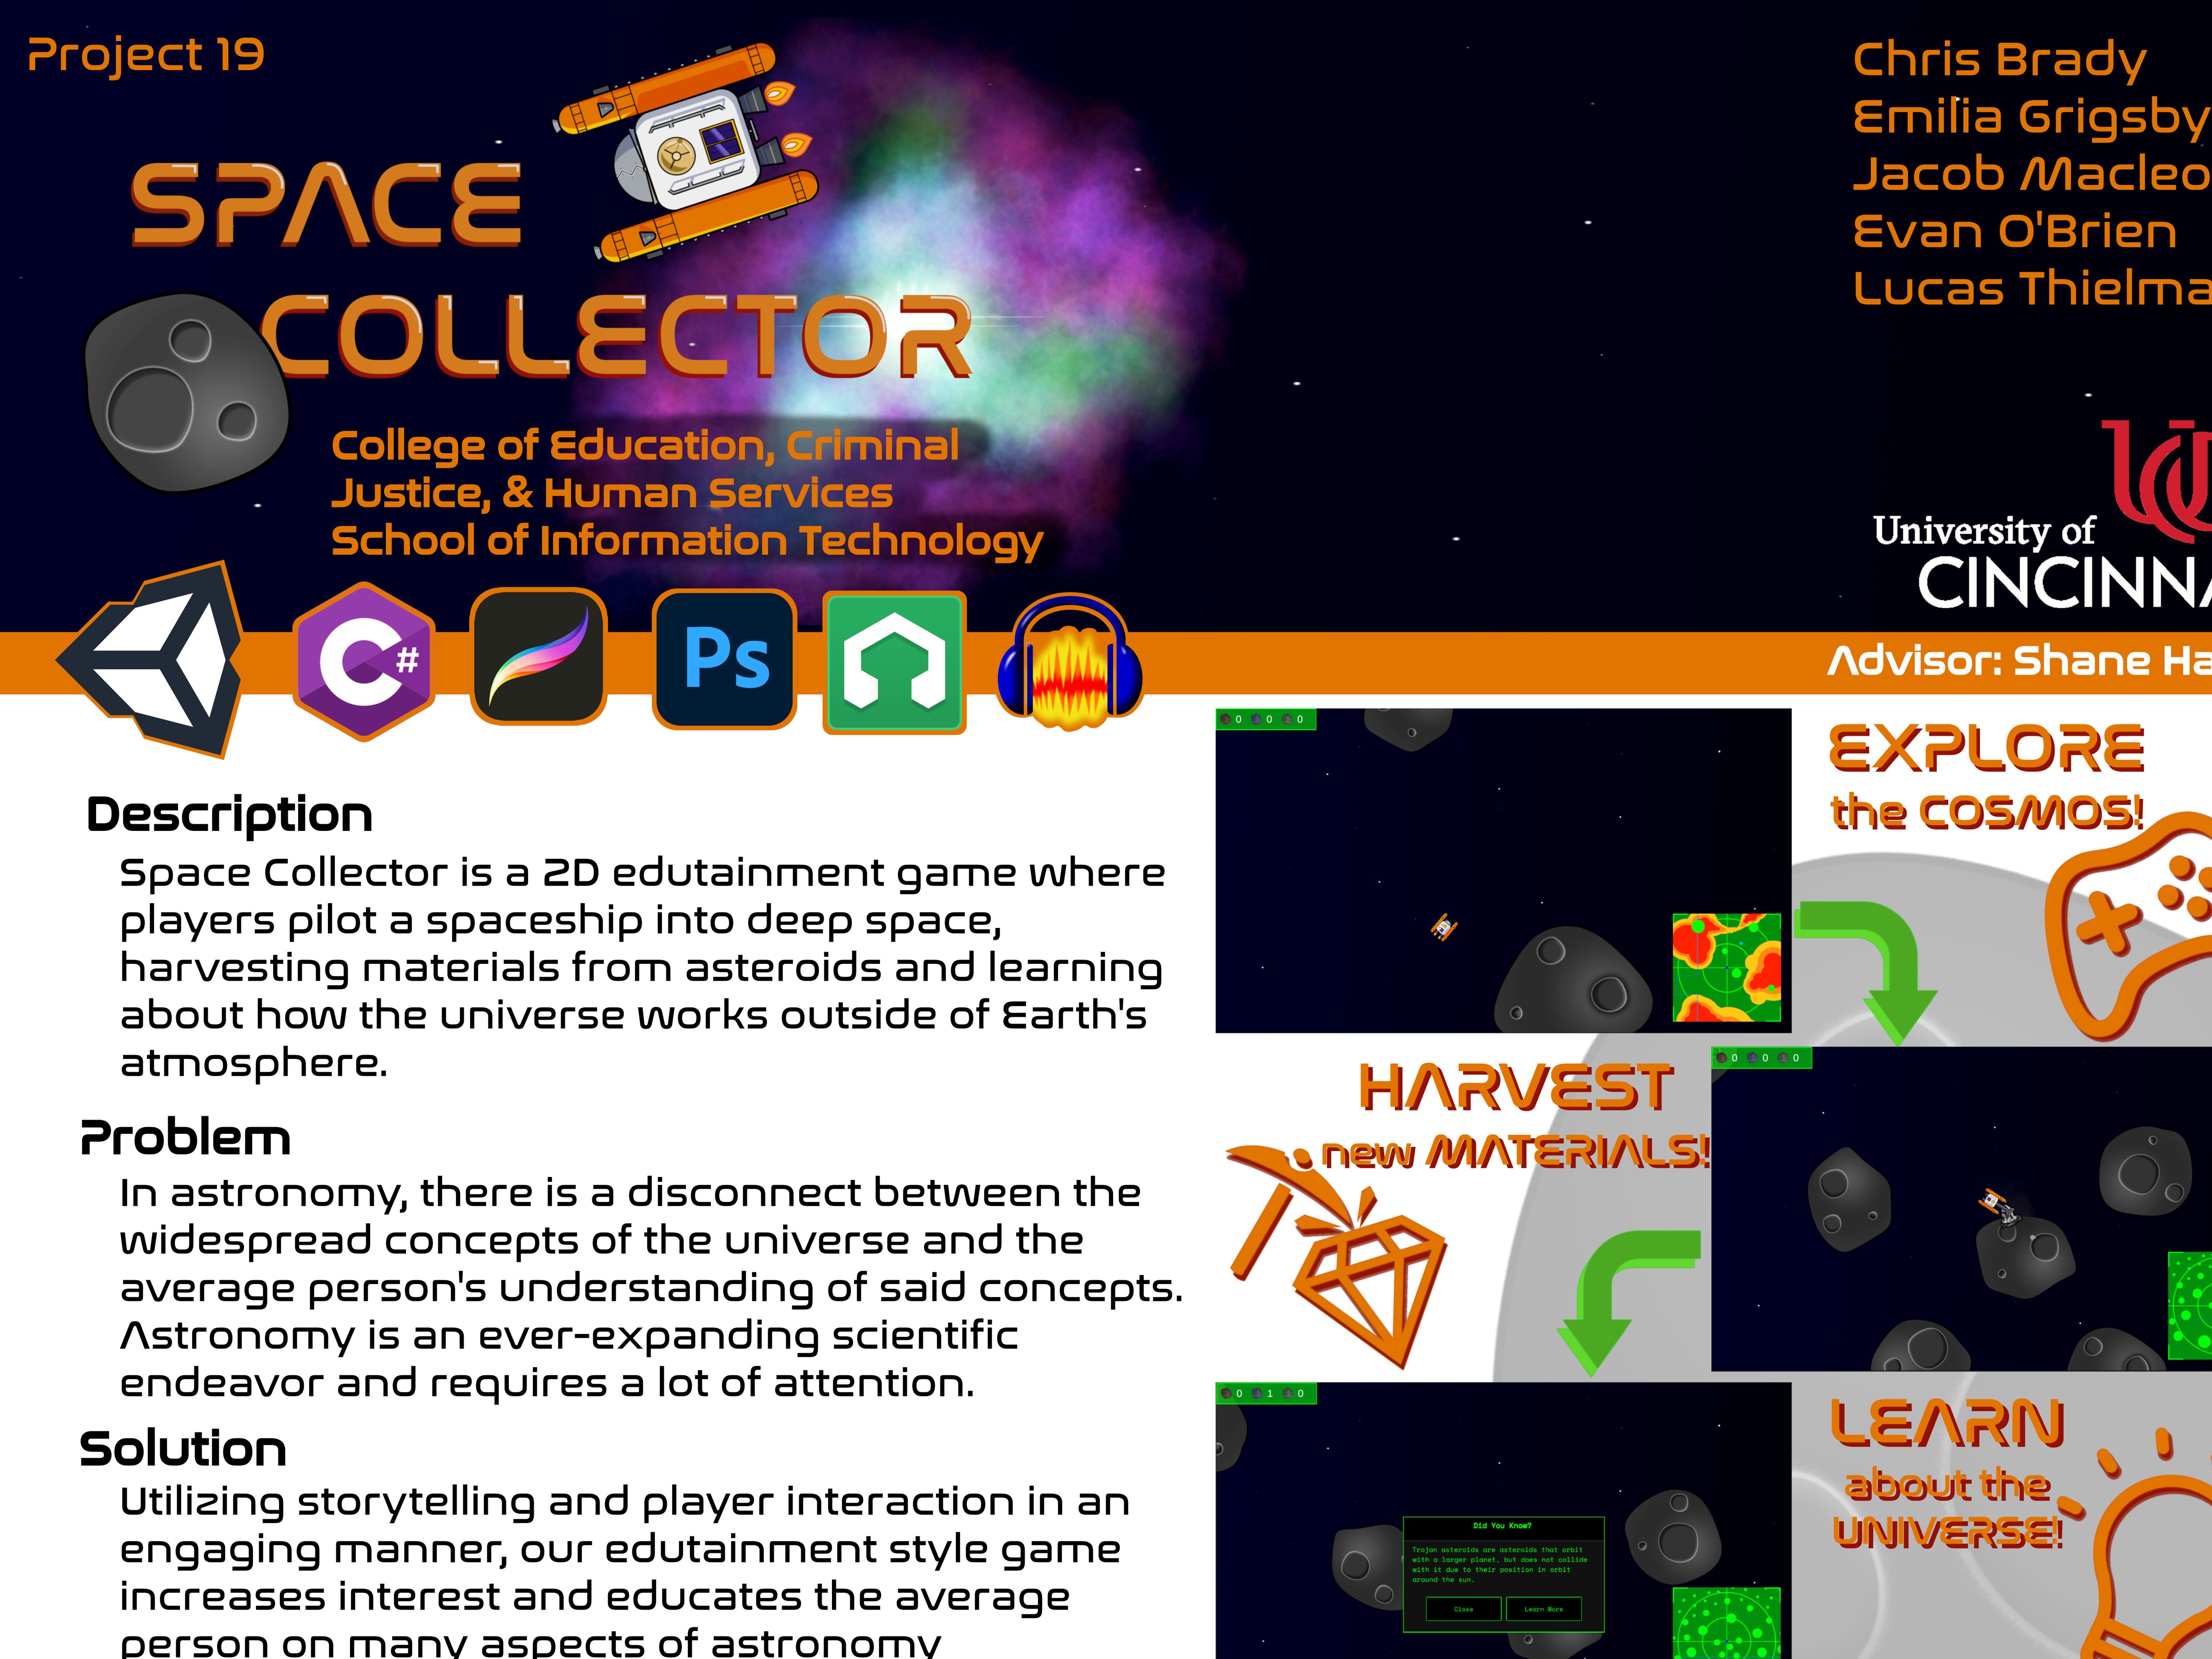 Project 19
SPACE
COLLECTOR
College of Education, Criminal
Justice, & Human Services
School of Information Technology
Chris Brady
Emilia Grigsby
Jacob Macleo
Evan O'Brien
Lucas Thielma
University of
CINCINNA
Advisor: Shane Ha
C#
Ps
Description
Space Collector is a 2D edutainment game where
players pilot a spaceship into deep space,
harvesting materials from asteroids and learning
about how the universe works outside of Earth's
atmosphere.
Problem
In astronomy, there is a disconnect between the
widespread concepts of the universe and the
average person's understanding of said concepts.
Astronomy is an ever-expanding scientific
endeavor and requires a lot of attention.
Solution
Utilizing storytelling and player interaction in an
engaging manner, our edutainment style game
increases interest and educates the average
person on many aspects of astronomy
0 0 0
EXPLORE
the COSMOS!
HARVEST
new MATERIALS!
0 0 0
0 1 0
Did You Know?
Trojan asteroids are asteroids that orbit
with a larger planet, but does not collide
with it due to their position in orbit
around the sun.
Close Learn More
LEARN
about the
UNIVERSE!